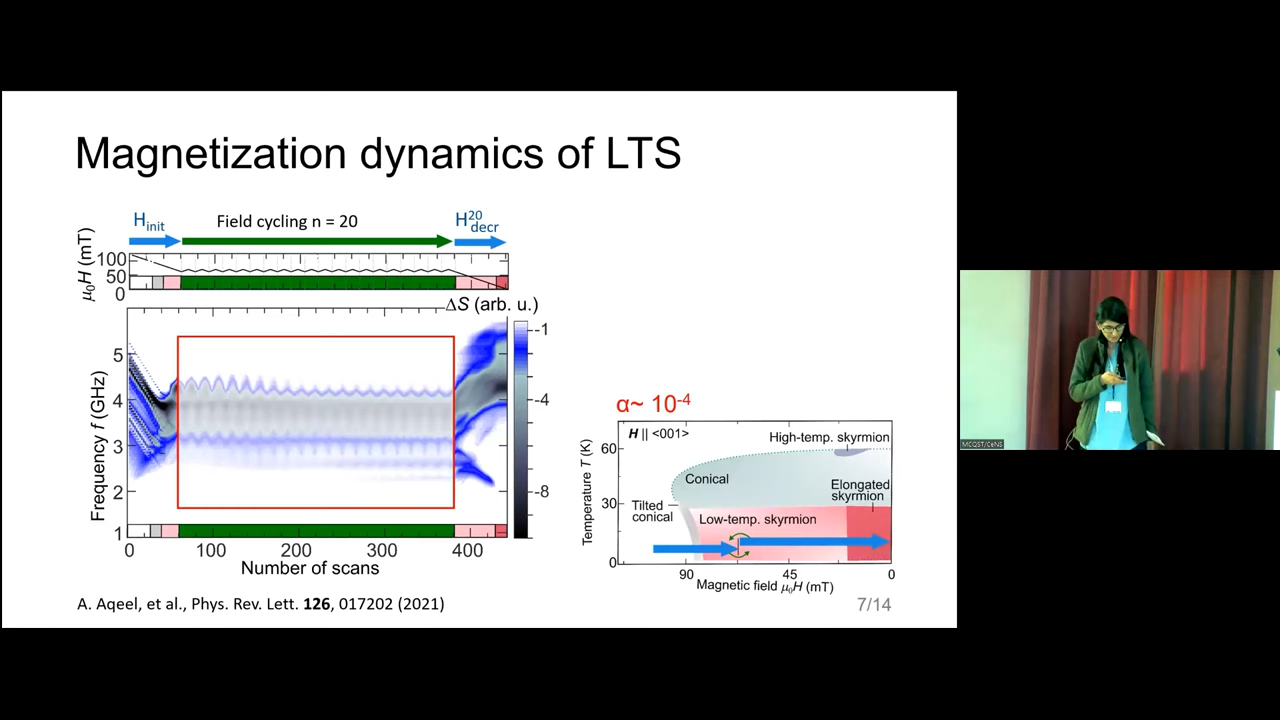 Magnetization dynamics of LTS
H_init
Field cycling n = 20
H^20_decr
μ₀H (mT)
100
50
0
ΔS (arb. u.)
-1
-4
-8
Frequency f (GHz)
5
4
3
2
1
0
100
200
300
400
Number of scans
α~ 10⁻⁴
H || <001>
High-temp. skyrmion
Conical
Elongated
skyrmion
Tilted
conical
Low-temp. skyrmion
Temperature T (K)
60
30
0
90
45
0
Magnetic field μ₀H (mT)
A. Aqeel, et al., Phys. Rev. Lett. 126, 017202 (2021)
7/14
MCQST/CeNS